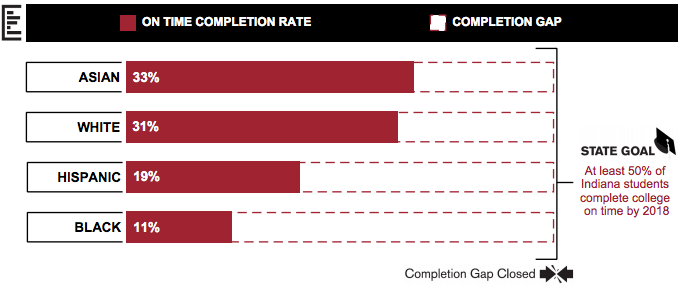 ON TIME COMPLETION RATE
COMPLETION GAP
ASIAN 33%
WHITE 31%
HISPANIC 19%
BLACK 11%
STATE GOAL
At least 50% of
Indiana students
complete college
on time by 2018
Completion Gap Closed